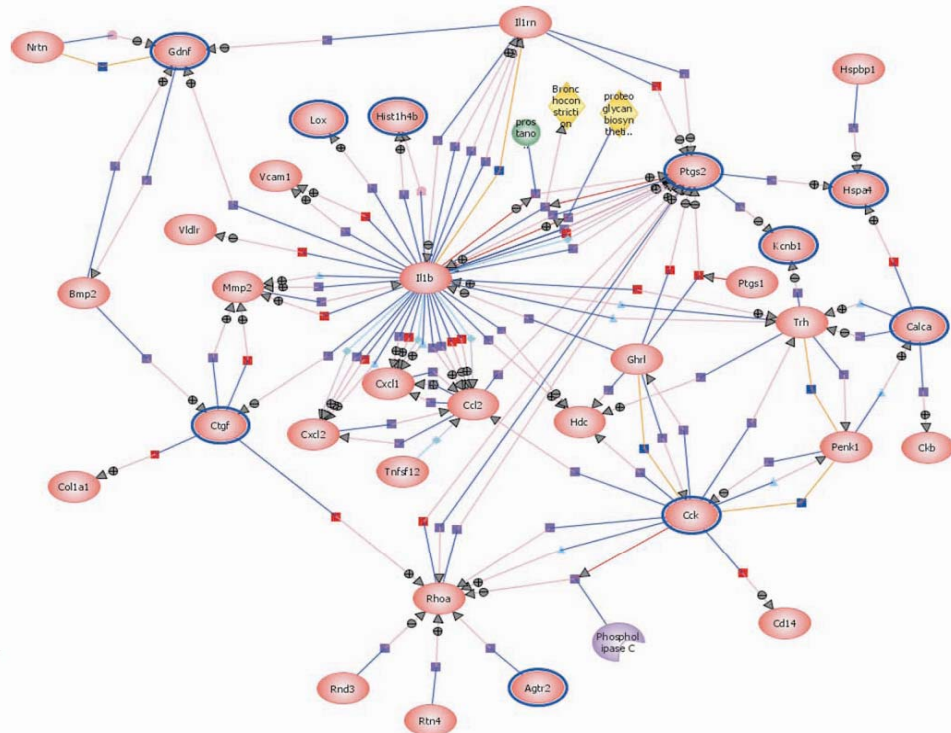 Il1rn
Nrtn
Gdnf
Hspbp1
Bronc
hocon
stricti
on
proteo
glycan
biosyn
theti..
Lox
Hist1h4b
pros
tano
..
Vcam1
Ptgs2
Hspa4
Vldlr
Kcnb1
Il1b
Ptgs1
Bmp2
Mmp2
Trh
Calca
Ghrl
Cxcl1
Ccl2
Hdc
Ctgf
Cxcl2
Penk1
Ckb
Tnfsf12
Col1a1
Cck
Rhoa
Cd14
Phosphol
ipase C
Rnd3
Agtr2
Rtn4